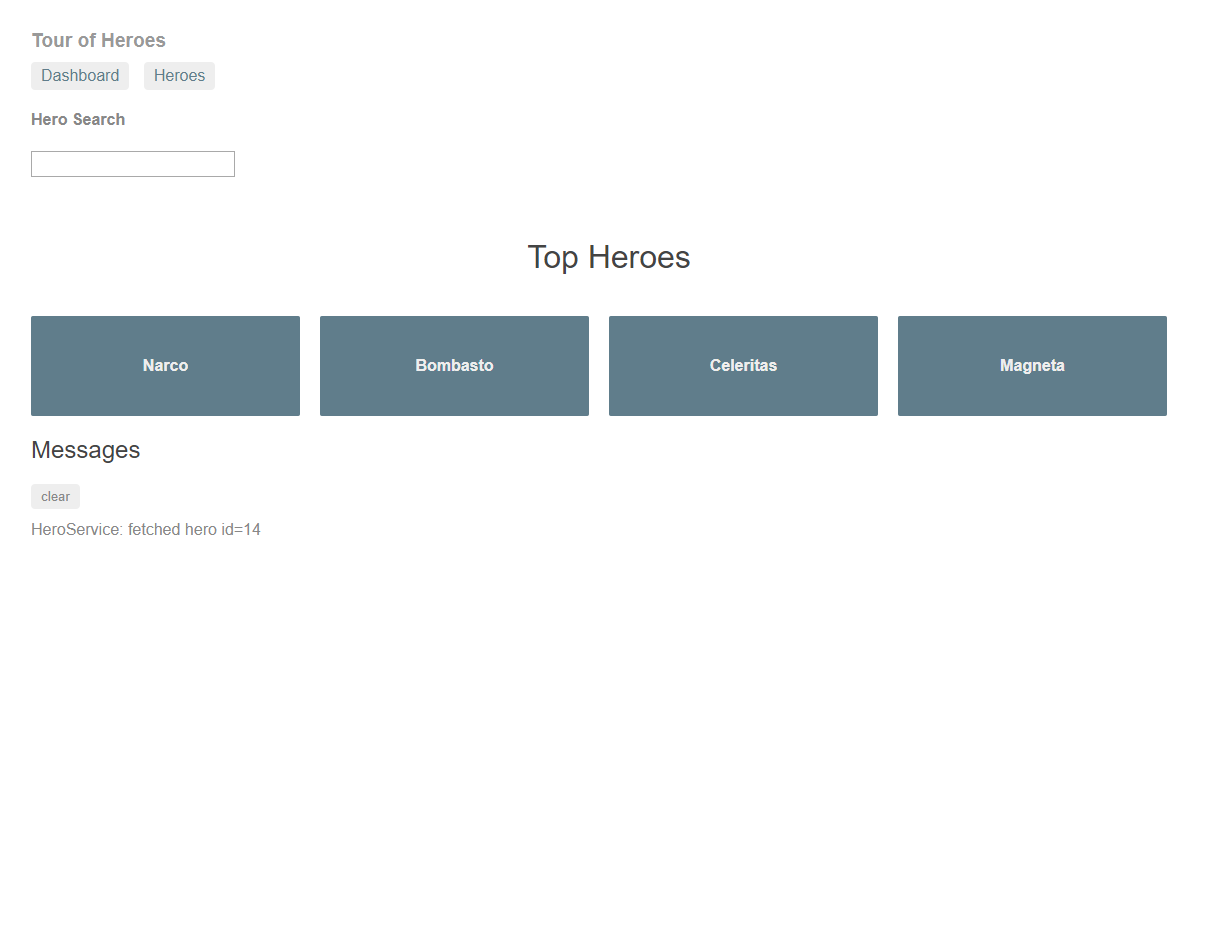 Tour of Heroes
Dashboard Heroes
Hero Search
Top Heroes
Narco Bombasto Celeritas Magneta
Messages
clear
HeroService: fetched hero id=14